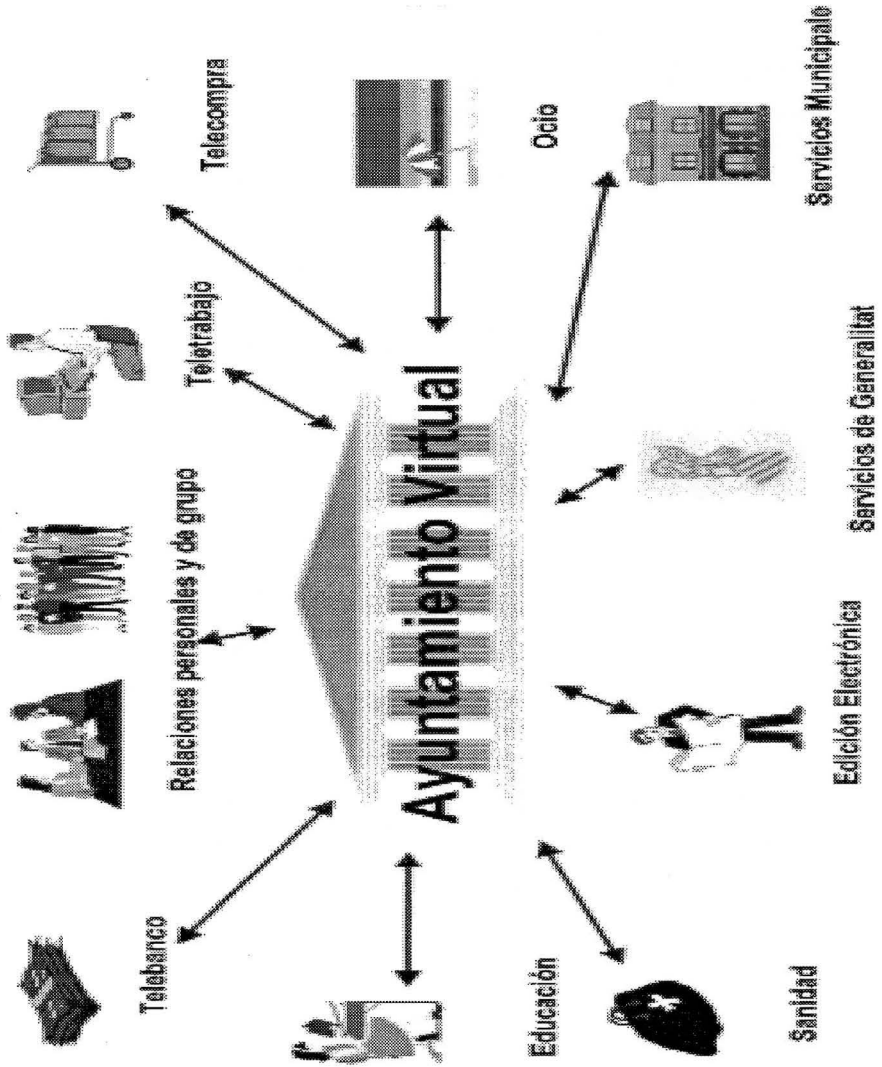 Telebanco
Relaciones personales y de grupo
Teletrabajo
Telecompra
Educación
Ayuntamiento Virtual
Ocio
Sanidad
Edición Electrónica
Servicios de Generalitat
Servicios Municipale